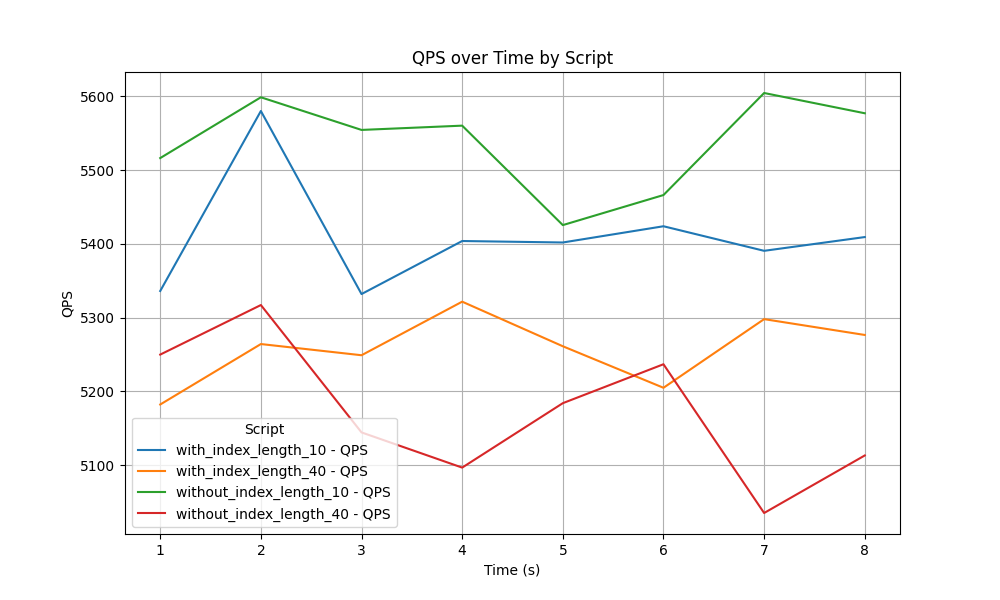 QPS over Time by Script
QPS
5600
5500
5400
5300
5200
5100
Script
with_index_length_10 - QPS
with_index_length_40 - QPS
without_index_length_10 - QPS
without_index_length_40 - QPS
1 2 3 4 5 6 7 8
Time (s)